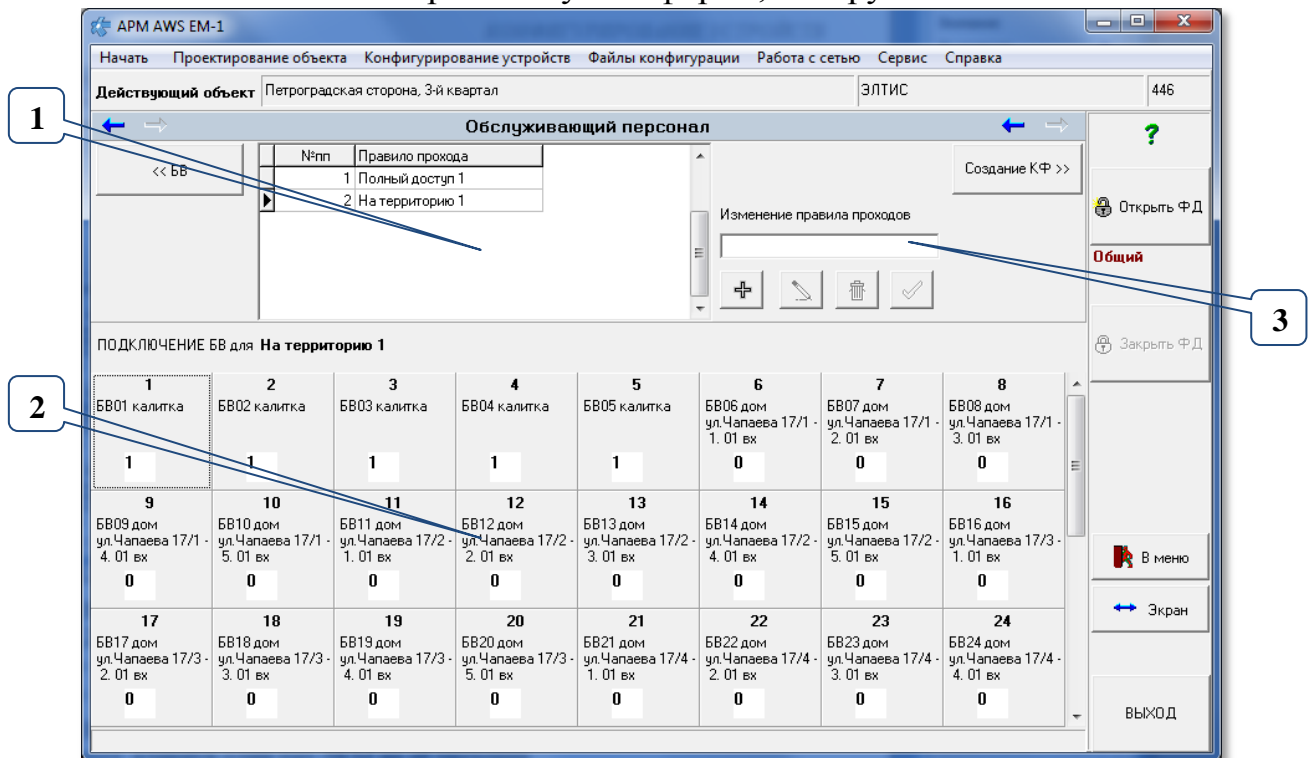 APM AWS EM-1
Начать Проектирование объекта Конфигурирование устройств Файлы конфигурации Работа с сетью Сервис Справка
Действующий объект Петроградская сторона, 3-й квартал ЭЛТИС 446
1
Обслуживающий персонал
?
<< БВ
№пп Правило прохода
1 Полный доступ 1
2 На территорию 1
Создание КФ >>
Изменение правила проходов
Открыть ФД
Общий
3
Закрыть ФД
ПОДКЛЮЧЕНИЕ БВ для На территорию 1
2
1 2 3 4 5 6 7 8
БВ01 калитка БВ02 калитка БВ03 калитка БВ04 калитка БВ05 калитка БВ06 дом БВ07 дом БВ08 дом
ул.Чапаева 17/1 - ул.Чапаева 17/1 - ул.Чапаева 17/1 -
1. 01 вх 2. 01 вх 3. 01 вх
1 1 1 1 1 0 0 0
9 10 11 12 13 14 15 16
БВ09 дом БВ10 дом БВ11 дом БВ12 дом БВ13 дом БВ14 дом БВ15 дом БВ16 дом
ул.Чапаева 17/1 - ул.Чапаева 17/1 - ул.Чапаева 17/2 - ул.Чапаева 17/2 - ул.Чапаева 17/2 - ул.Чапаева 17/2 - ул.Чапаева 17/2 - ул.Чапаева 17/3 -
4. 01 вх 5. 01 вх 1. 01 вх 2. 01 вх 3. 01 вх 4. 01 вх 5. 01 вх 1. 01 вх
0 0 0 0 0 0 0 0
В меню
Экран
17 18 19 20 21 22 23 24
БВ17 дом БВ18 дом БВ19 дом БВ20 дом БВ21 дом БВ22 дом БВ23 дом БВ24 дом
ул.Чапаева 17/3 - ул.Чапаева 17/3 - ул.Чапаева 17/3 - ул.Чапаева 17/3 - ул.Чапаева 17/4 - ул.Чапаева 17/4 - ул.Чапаева 17/4 - ул.Чапаева 17/4 -
2. 01 вх 3. 01 вх 4. 01 вх 5. 01 вх 1. 01 вх 2. 01 вх 3. 01 вх 4. 01 вх
0 0 0 0 0 0 0 0
ВЫХОД